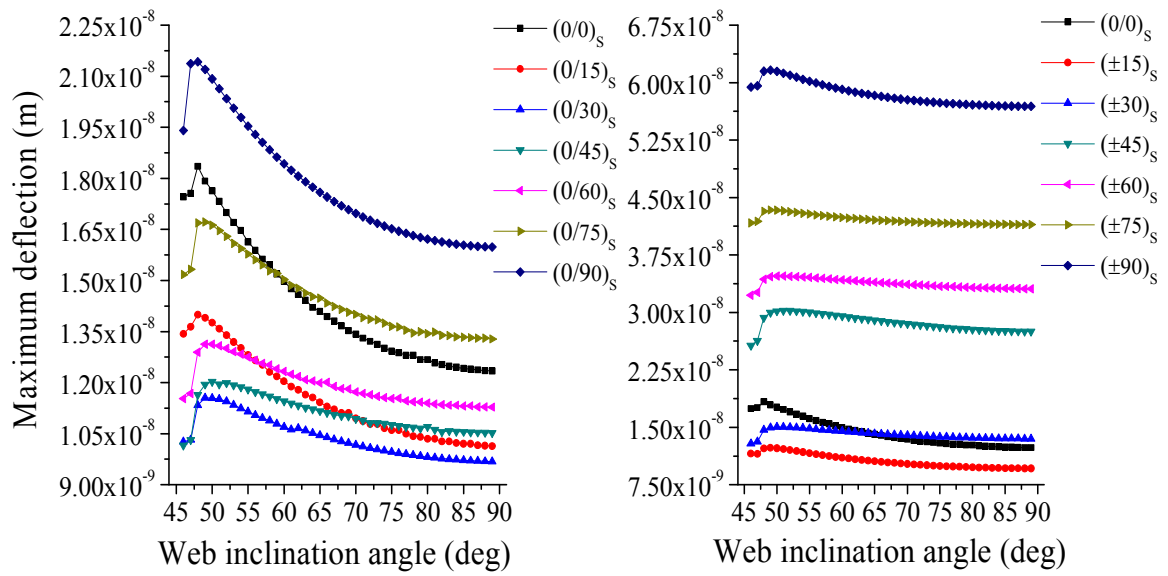 Maximum deflection (m)
2.25x10⁻⁸
2.10x10⁻⁸
1.95x10⁻⁸
1.80x10⁻⁸
1.65x10⁻⁸
1.50x10⁻⁸
1.35x10⁻⁸
1.20x10⁻⁸
1.05x10⁻⁸
9.00x10⁻⁹
45 50 55 60 65 70 75 80 85 90
Web inclination angle (deg)
(0/0)ₛ
(0/15)ₛ
(0/30)ₛ
(0/45)ₛ
(0/60)ₛ
(0/75)ₛ
(0/90)ₛ
6.75x10⁻⁸
6.00x10⁻⁸
5.25x10⁻⁸
4.50x10⁻⁸
3.75x10⁻⁸
3.00x10⁻⁸
2.25x10⁻⁸
1.50x10⁻⁸
7.50x10⁻⁹
45 50 55 60 65 70 75 80 85 90
Web inclination angle (deg)
(0/0)ₛ
(±15)ₛ
(±30)ₛ
(±45)ₛ
(±60)ₛ
(±75)ₛ
(±90)ₛ